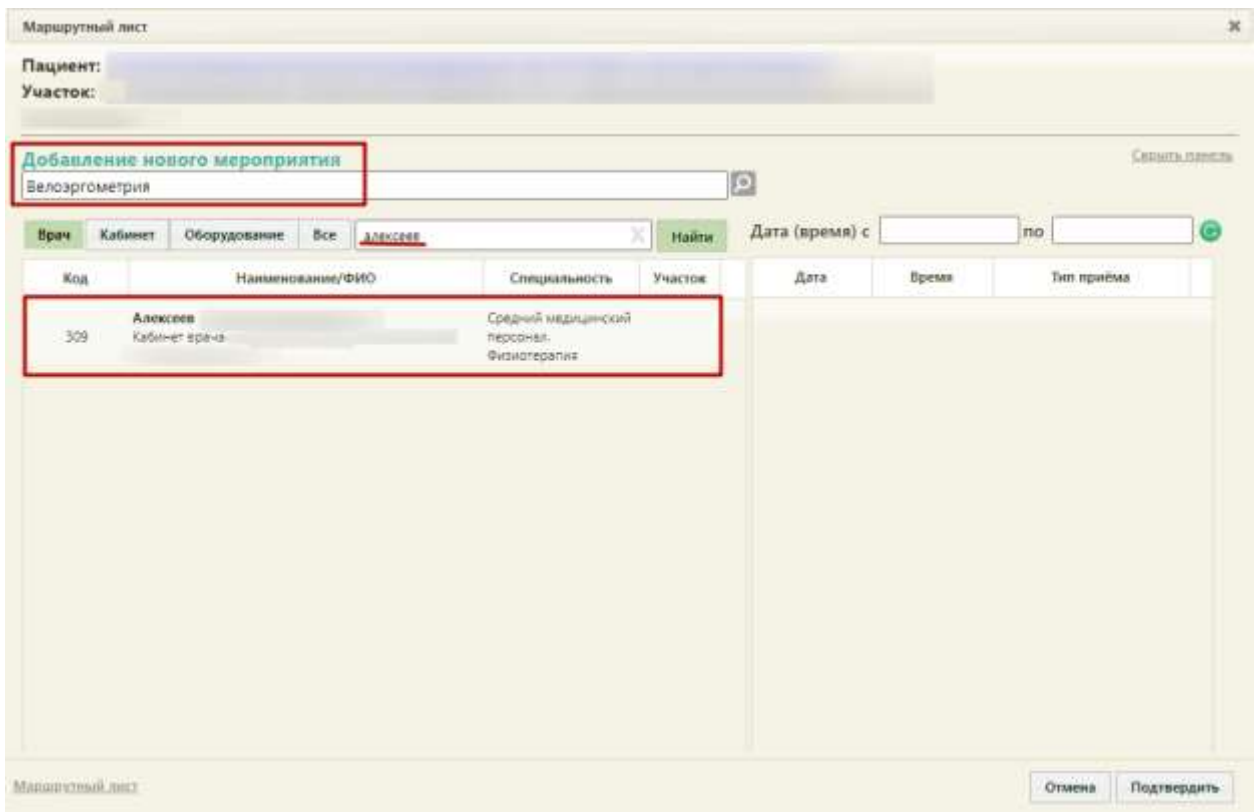 Маршрутный лист
Пациент:
Участок:
Добавление нового мероприятия
Скрыть панель
Велоэргометрия
Врач Кабинет Оборудование Все алексеев Найти Дата (время) с по
Код Наименование/ФИО Специальность Участок Дата Время Тип приёма
309 Алексеев Средний медицинский
Кабинет врача персонал.
Физиотерапия
Маршрутный лист Отмена Подтвердить